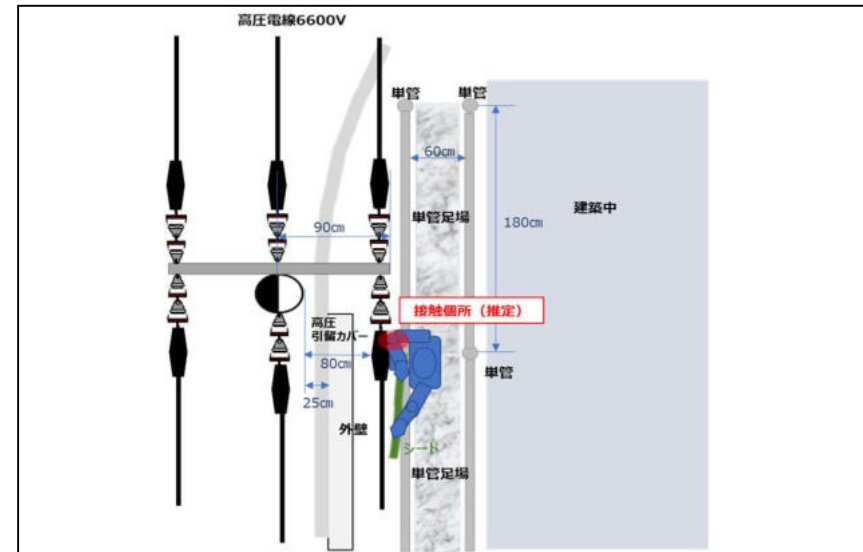 高圧電線6600V
単管
単管
60㎝
90㎝
単管足場
180㎝
建築中
接触個所（推定）
高圧
引留カバー
80㎝
単管
25㎝
外壁
シート
単管足場